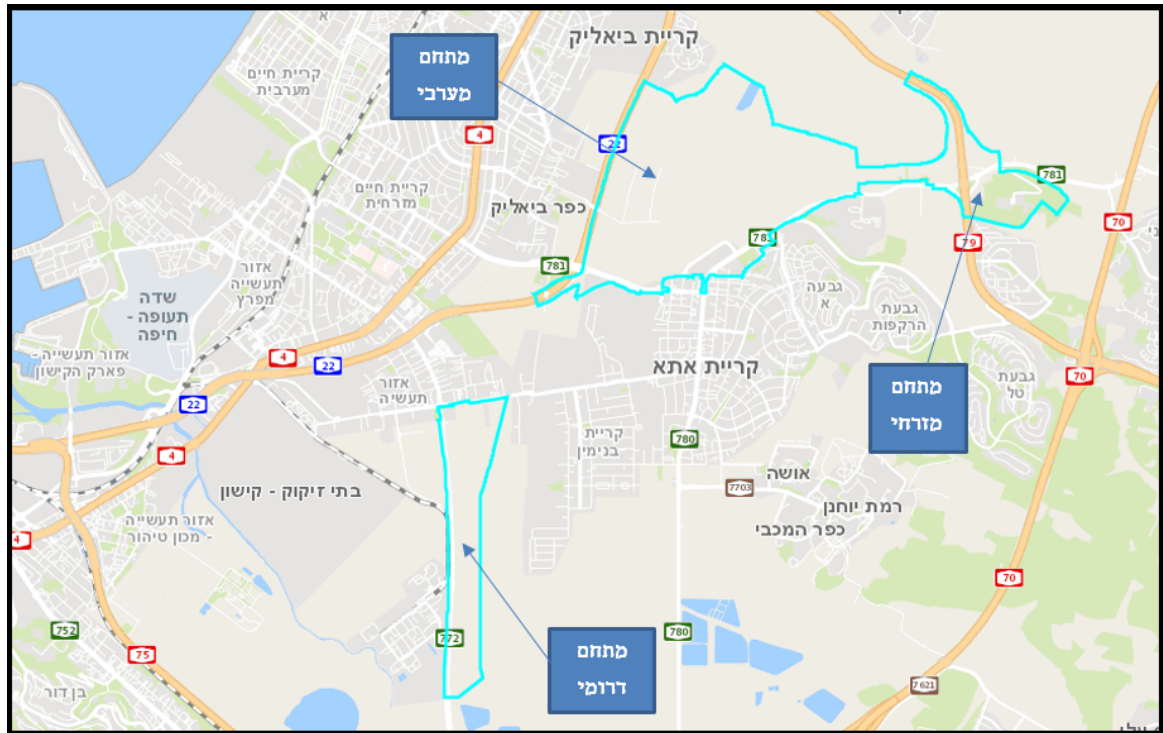 קריית ביאליק
א
קריית חיים
מערבית
מתחם
מערבי
4
22
781
קריית חיים
מזרחית
כפר ביאליק
מתחם
מזרחי
70
79
781
781
אזור
תעשייה
מפרץ
שדה
תעופה -
חיפה
גבעה
א
גבעת
הרקפות
אזור תעשייה -
פארק הקישון
4
22
22
אזור
תעשיה
קריית אתא
70
גבעת
טל
4
780
קריית
בנימין
בתי זיקוק - קישון
אושה
7703
רמת יוחנן
כפר המכבי
אזור תעשייה
- מכון טיהור
4
70
752
75
772
780
מתחם
דרומי
בן דור
7621